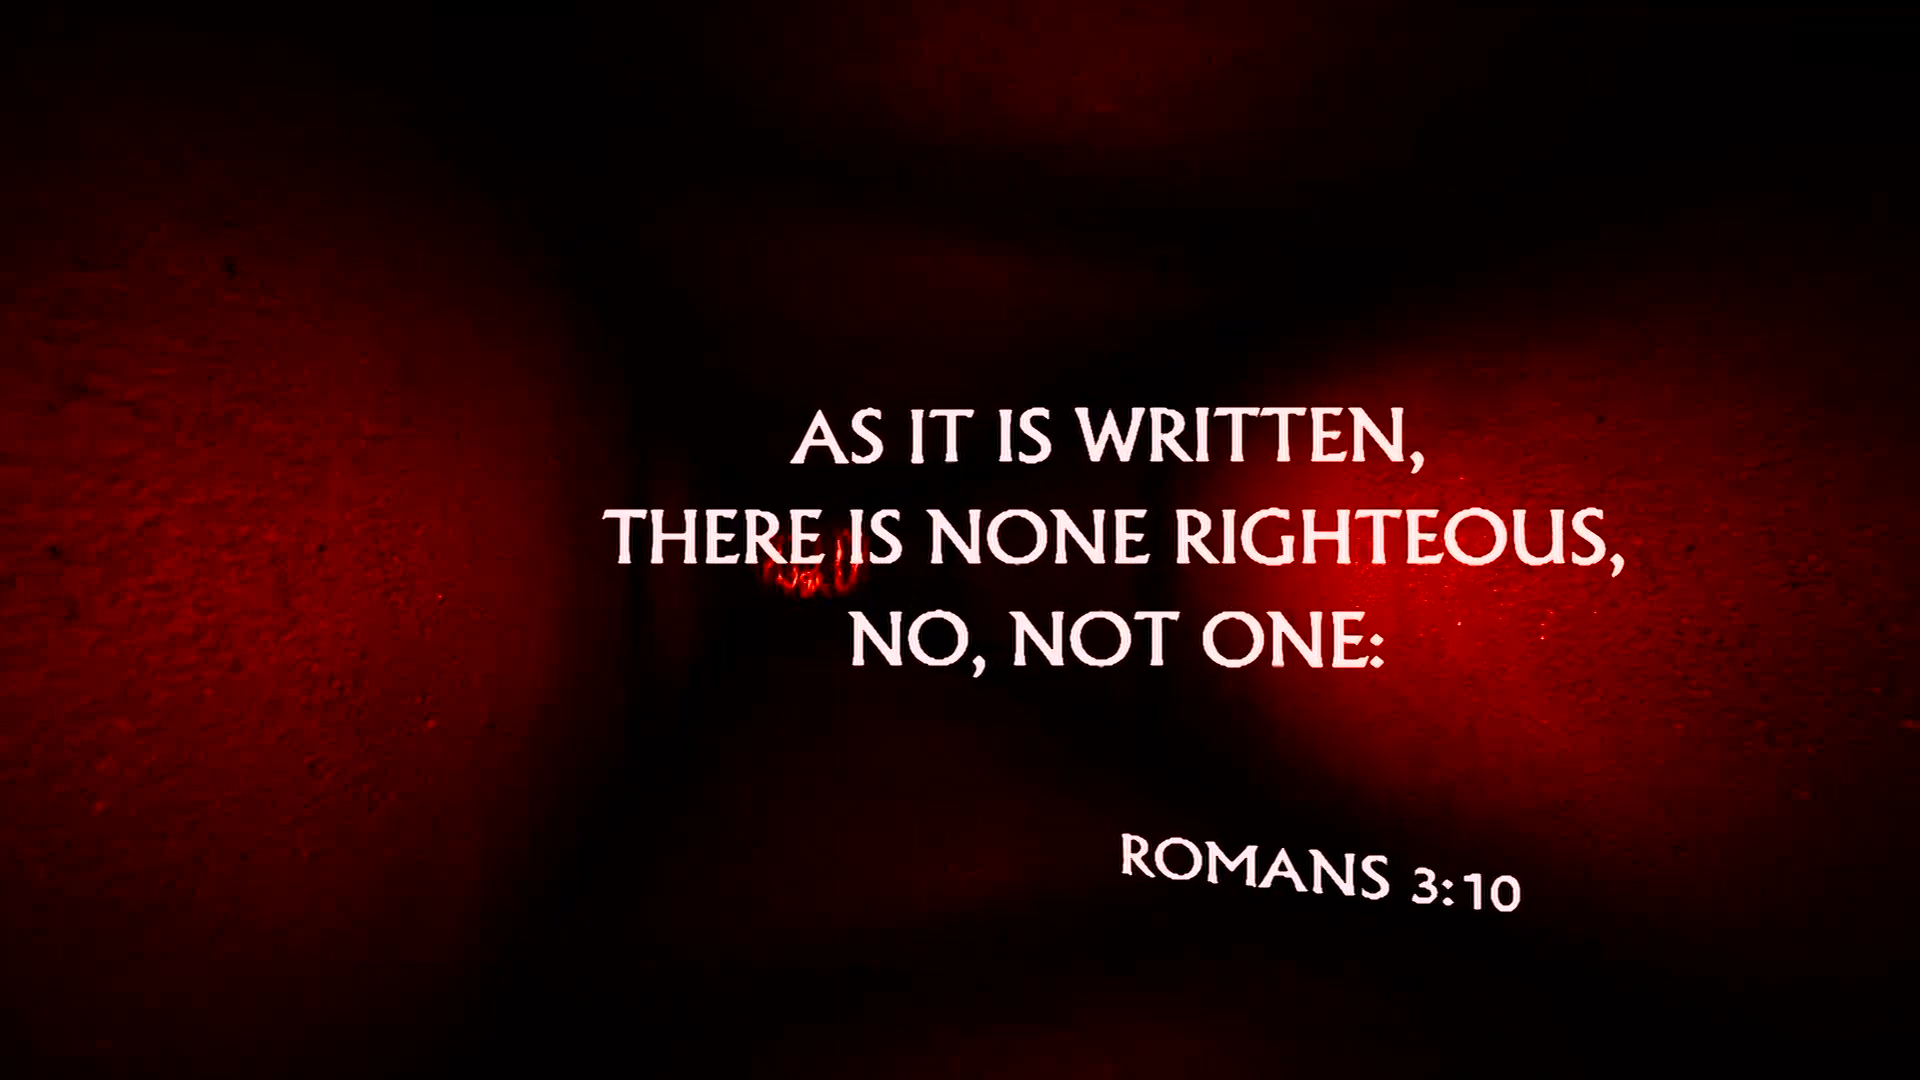 AS IT IS WRITTEN,
THERE IS NONE RIGHTEOUS,
NO, NOT ONE:
ROMANS 3:10